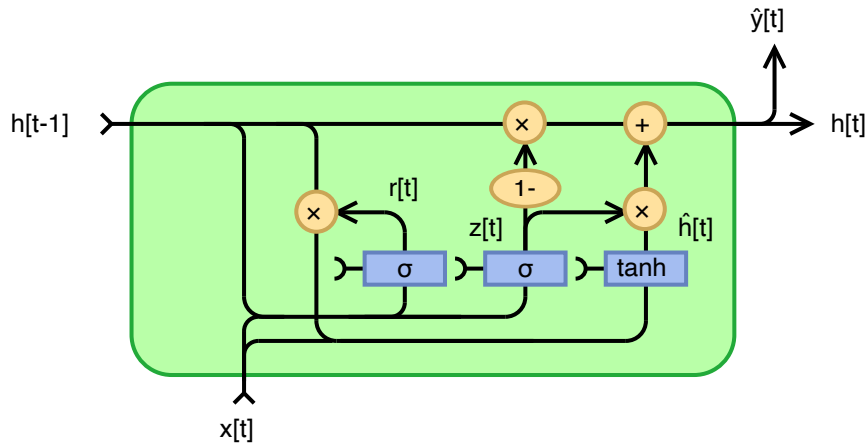 ŷ[t]
h[t-1]
×
+
h[t]
1-
r[t]
×
z[t]
×
ĥ[t]
σ
σ
tanh
x[t]